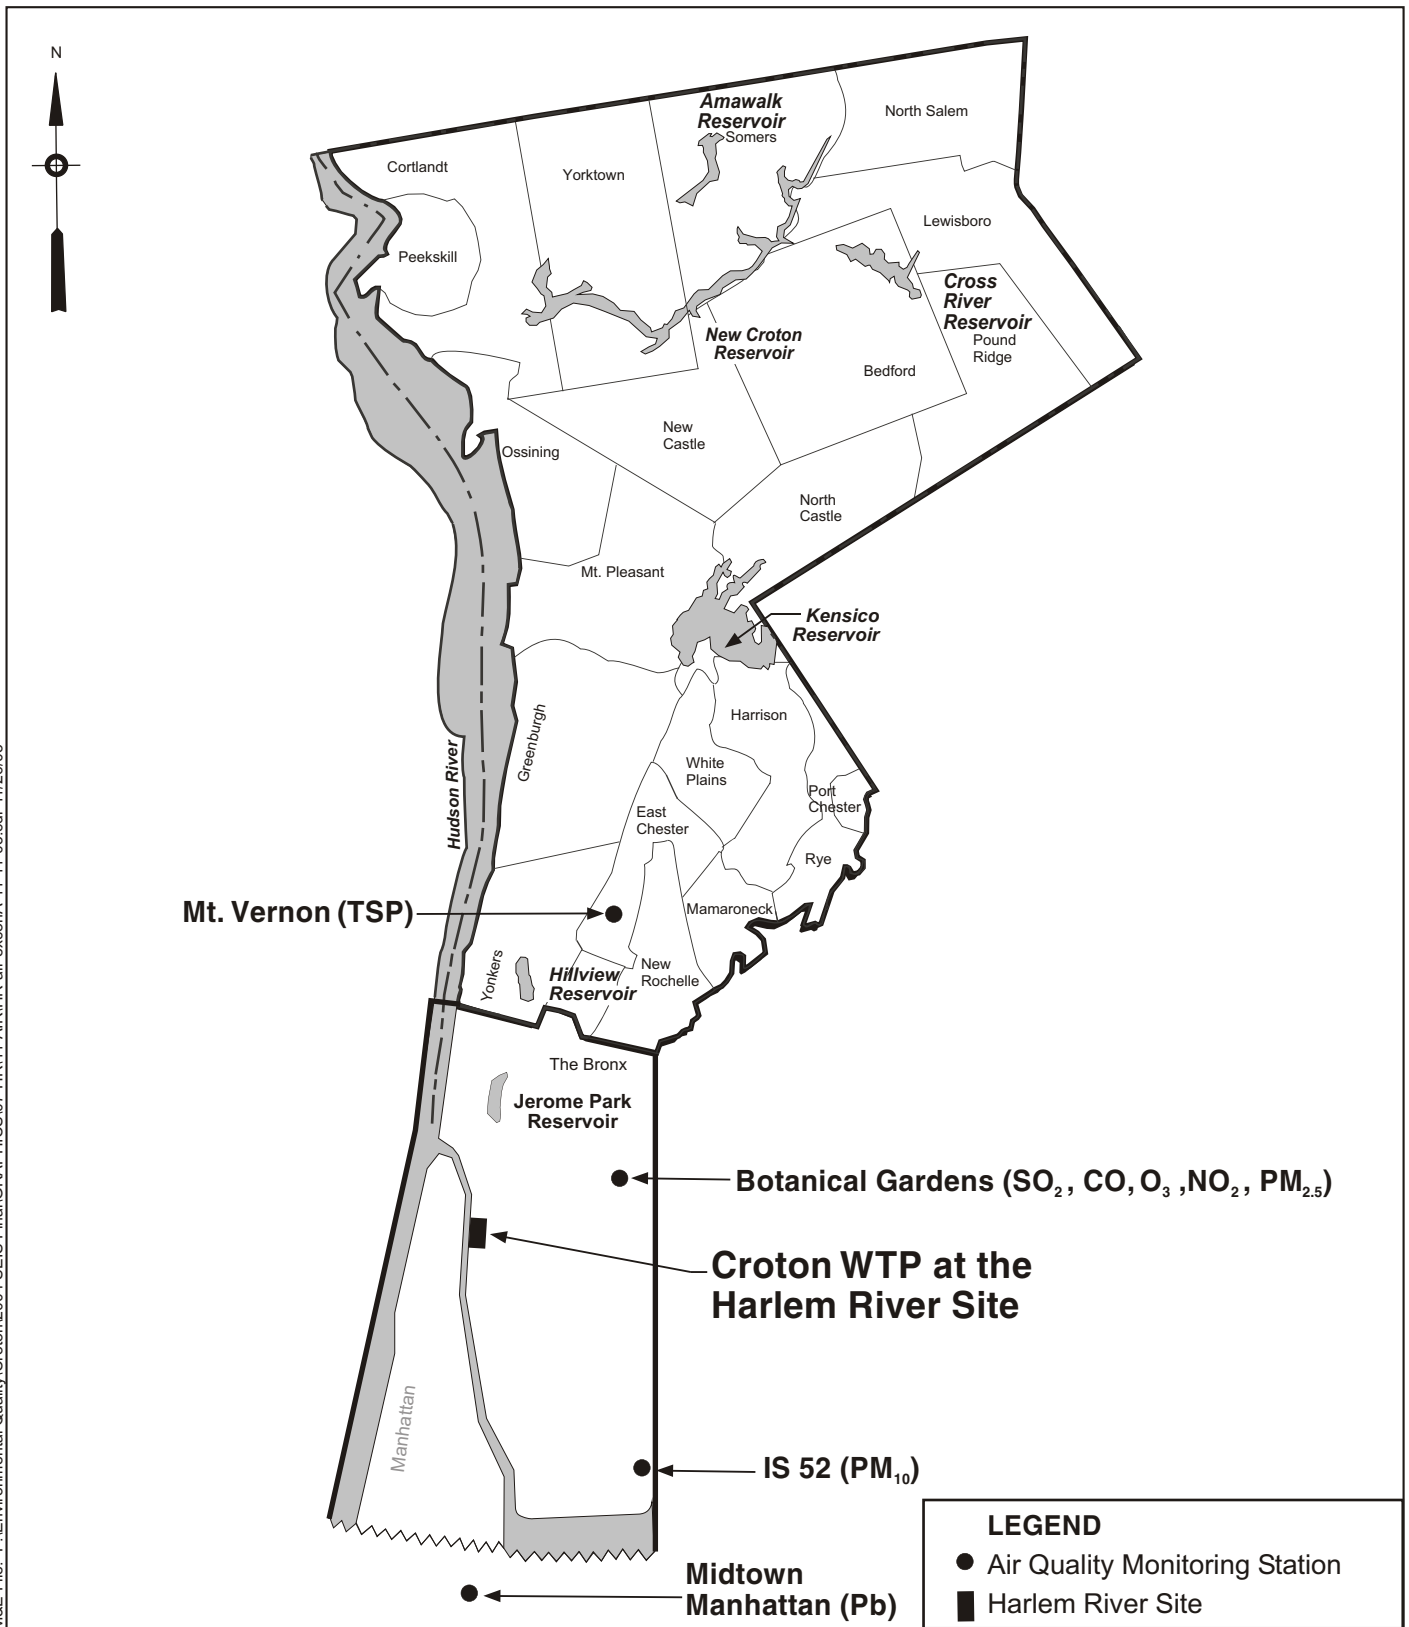 N
Amawalk
Reservoir
Somers
North Salem
Cortlandt
Yorktown
Lewisboro
Peekskill
Cross
River
Reservoir
Pound
Ridge
New Croton
Reservoir
Bedford
New
Castle
Ossining
North
Castle
Mt. Pleasant
Kensico
Reservoir
Harrison
Greenburgh
Hudson River
White
Plains
Port
Chester
East
Chester
Rye
Mt. Vernon (TSP)
Mamaroneck
Yonkers
Hillview
Reservoir
New
Rochelle
The Bronx
Jerome Park
Reservoir
Botanical Gardens (SO₂, CO, O₃ ,NO₂, PM₂.₅)
Croton WTP at the
Harlem River Site
Manhattan
IS 52 (PM₁₀)
Midtown
Manhattan (Pb)
LEGEND
Air Quality Monitoring Station
Harlem River Site